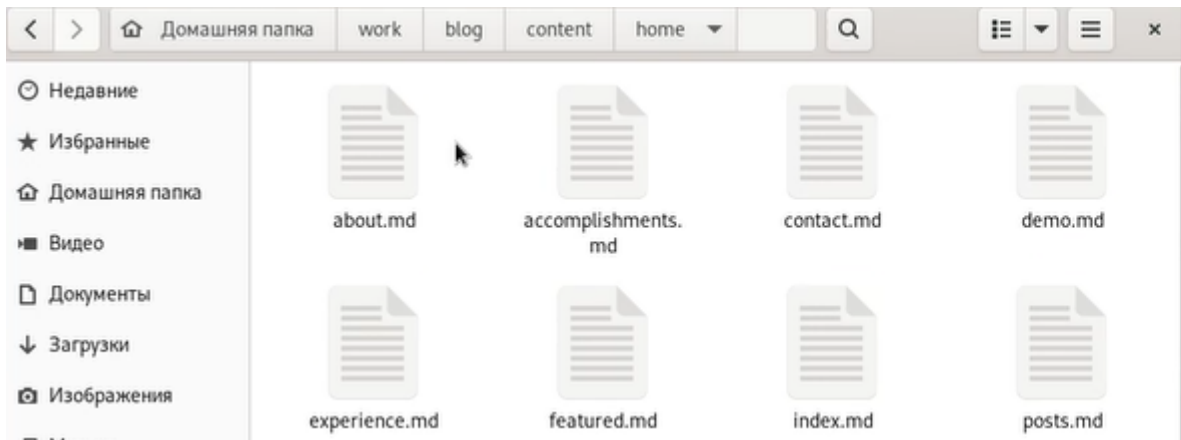 Домашняя папка work blog content home
Недавние
Избранные
Домашняя папка
Видео
Документы
Загрузки
Изображения
about.md accomplishments.md contact.md demo.md
experience.md featured.md index.md posts.md